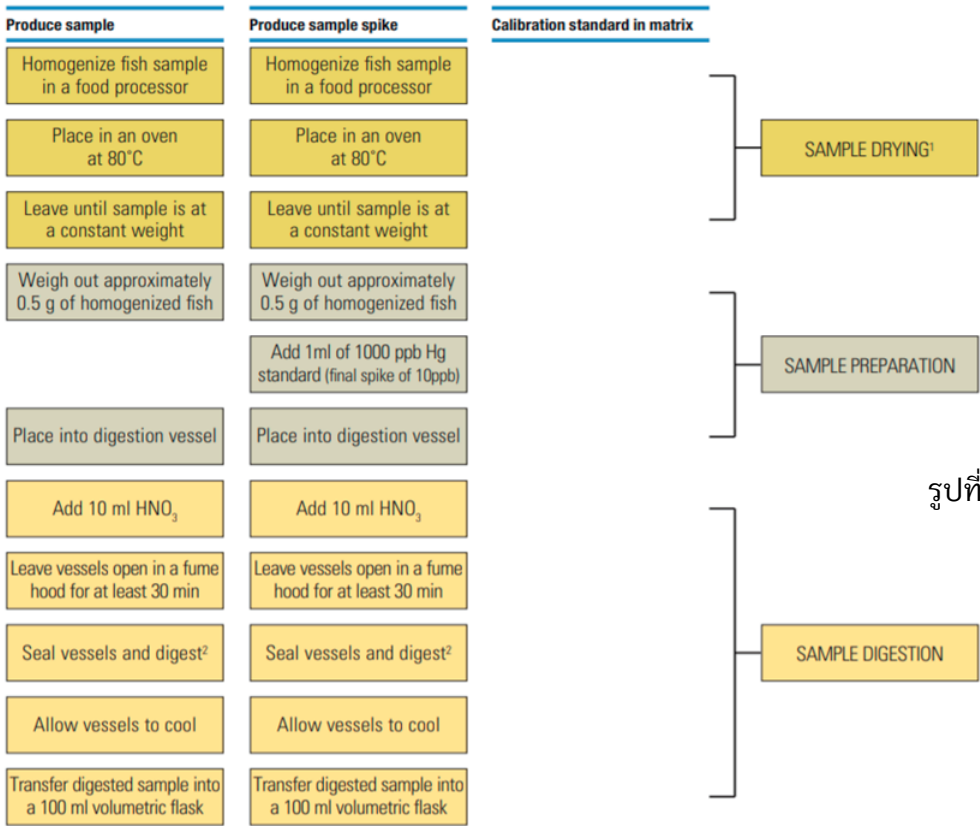 Produce sample
Produce sample spike
Calibration standard in matrix
Homogenize fish sample
in a food processor
Homogenize fish sample
in a food processor
Place in an oven
at 80˚C
Place in an oven
at 80˚C
SAMPLE DRYING¹
Leave until sample is at
a constant weight
Leave until sample is at
a constant weight
Weigh out approximately
0.5 g of homogenized fish
Weigh out approximately
0.5 g of homogenized fish
Add 1ml of 1000 ppb Hg
standard (final spike of 10ppb)
SAMPLE PREPARATION
Place into digestion vessel
Place into digestion vessel
รูปที่
Add 10 ml HNO₃
Add 10 ml HNO₃
Leave vessels open in a fume
hood for at least 30 min
Leave vessels open in a fume
hood for at least 30 min
Seal vessels and digest²
Seal vessels and digest²
SAMPLE DIGESTION
Allow vessels to cool
Allow vessels to cool
Transfer digested sample into
a 100 ml volumetric flask
Transfer digested sample into
a 100 ml volumetric flask